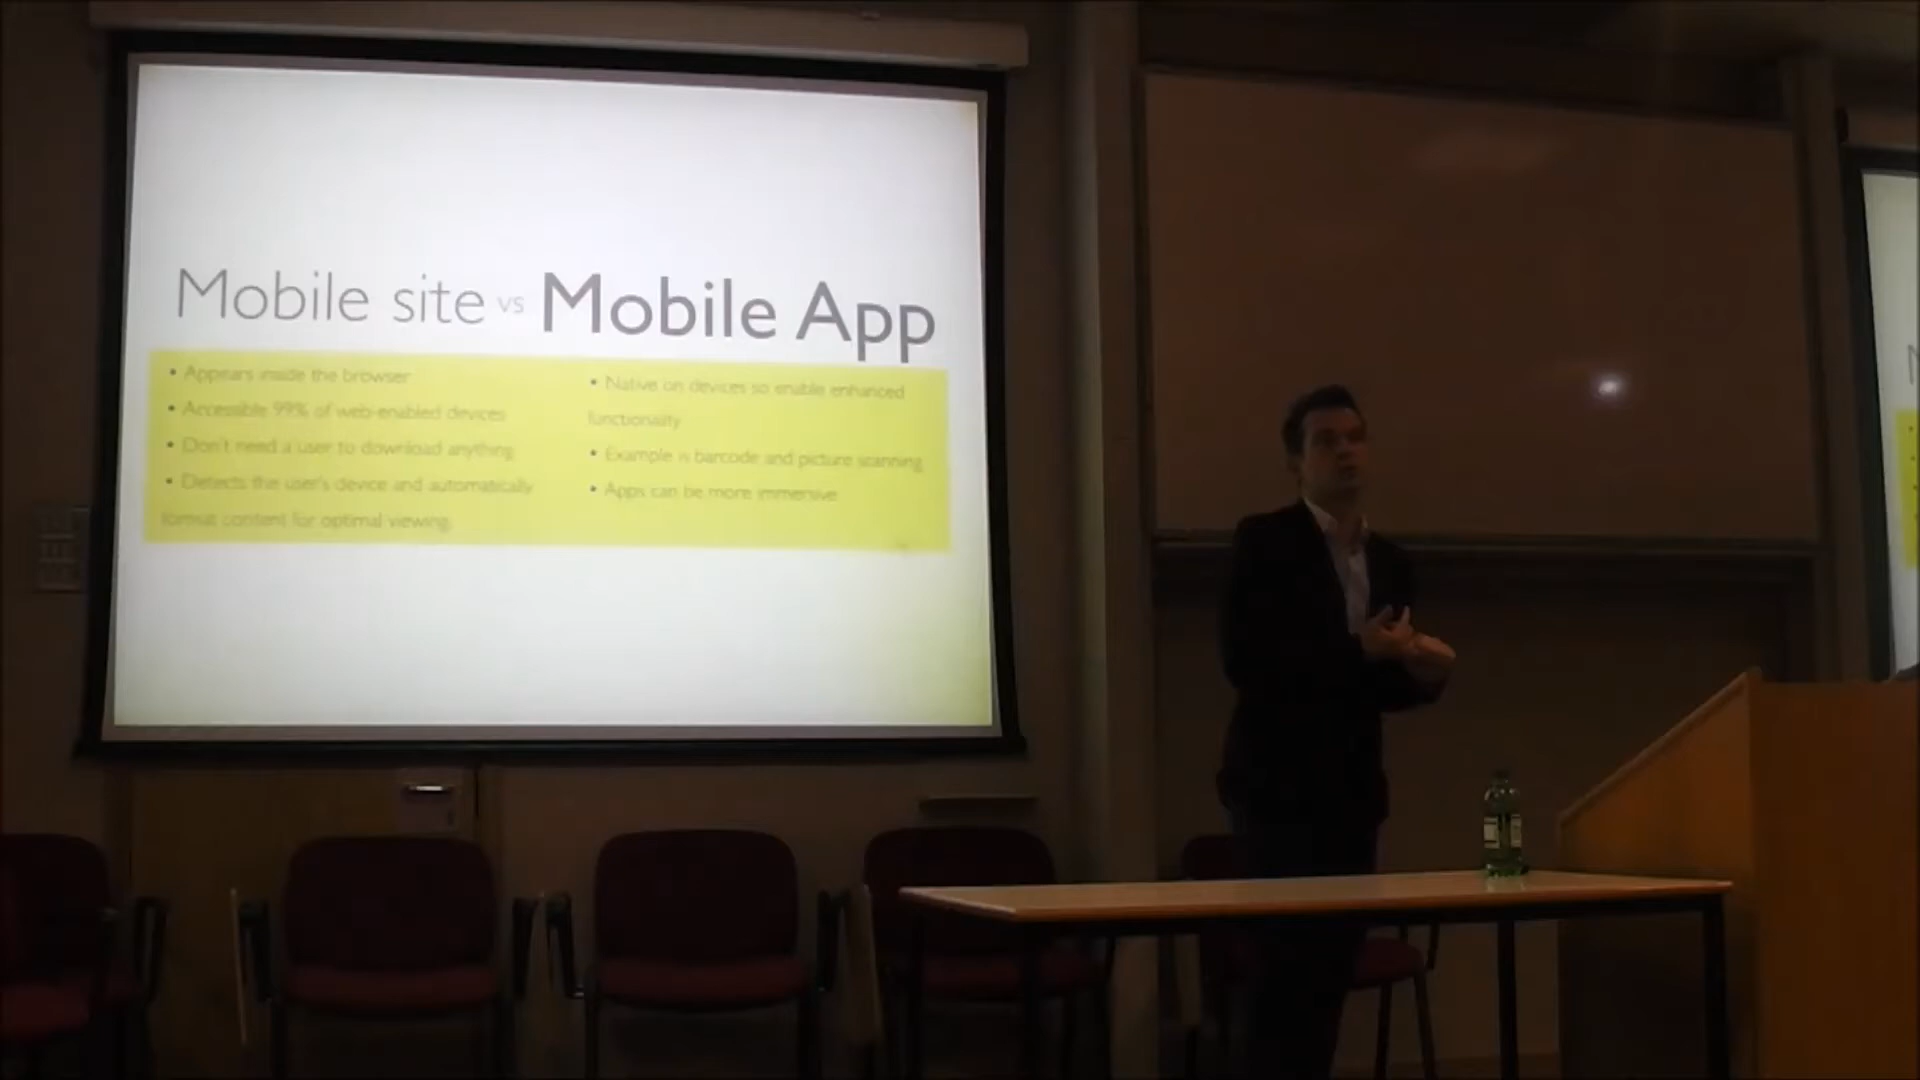 Mobile site vs Mobile App
• Appears inside the browser
• Accessible 99% of web-enabled devices
• Don't need a user to download anything
• Detects the user's device and automatically
format content for optimal viewing.
• Native on devices so enable enhanced
functionality
• Example is barcode and picture scanning
• Apps can be more immersive